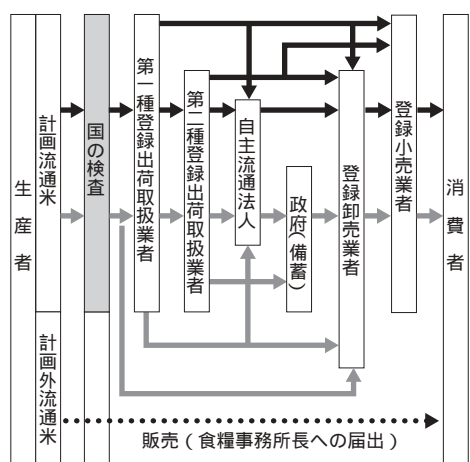 生産者
計画流通米
計画外流通米
国の検査
第一種登録出荷取扱業者
第二種登録出荷取扱業者
自主流通法人
政府(備蓄)
登録卸売業者
登録小売業者
消費者
販売(食糧事務所長への届出)